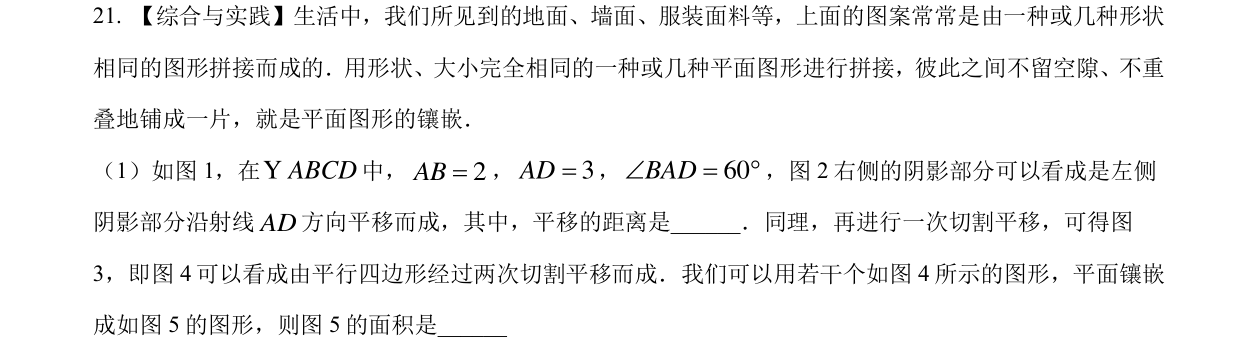 21. 【综合与实践】生活中，我们所见到的地面、墙面、服装面料等，上面的图案常常是由一种或几种形状
相同的图形拼接而成的．用形状、大小完全相同的一种或几种平面图形进行拼接，彼此之间不留空隙、不重
叠地铺成一片，就是平面图形的镶嵌．
（1）如图 1，在Y ABCD 中， AB = 2 ， AD = 3， ∠BAD = 60° ，图 2 右侧的阴影部分可以看成是左侧
阴影部分沿射线 AD 方向平移而成，其中，平移的距离是______．同理，再进行一次切割平移，可得图
3，即图 4 可以看成由平行四边形经过两次切割平移而成．我们可以用若干个如图 4 所示的图形，平面镶嵌
成如图 5 的图形，则图 5 的面积是______